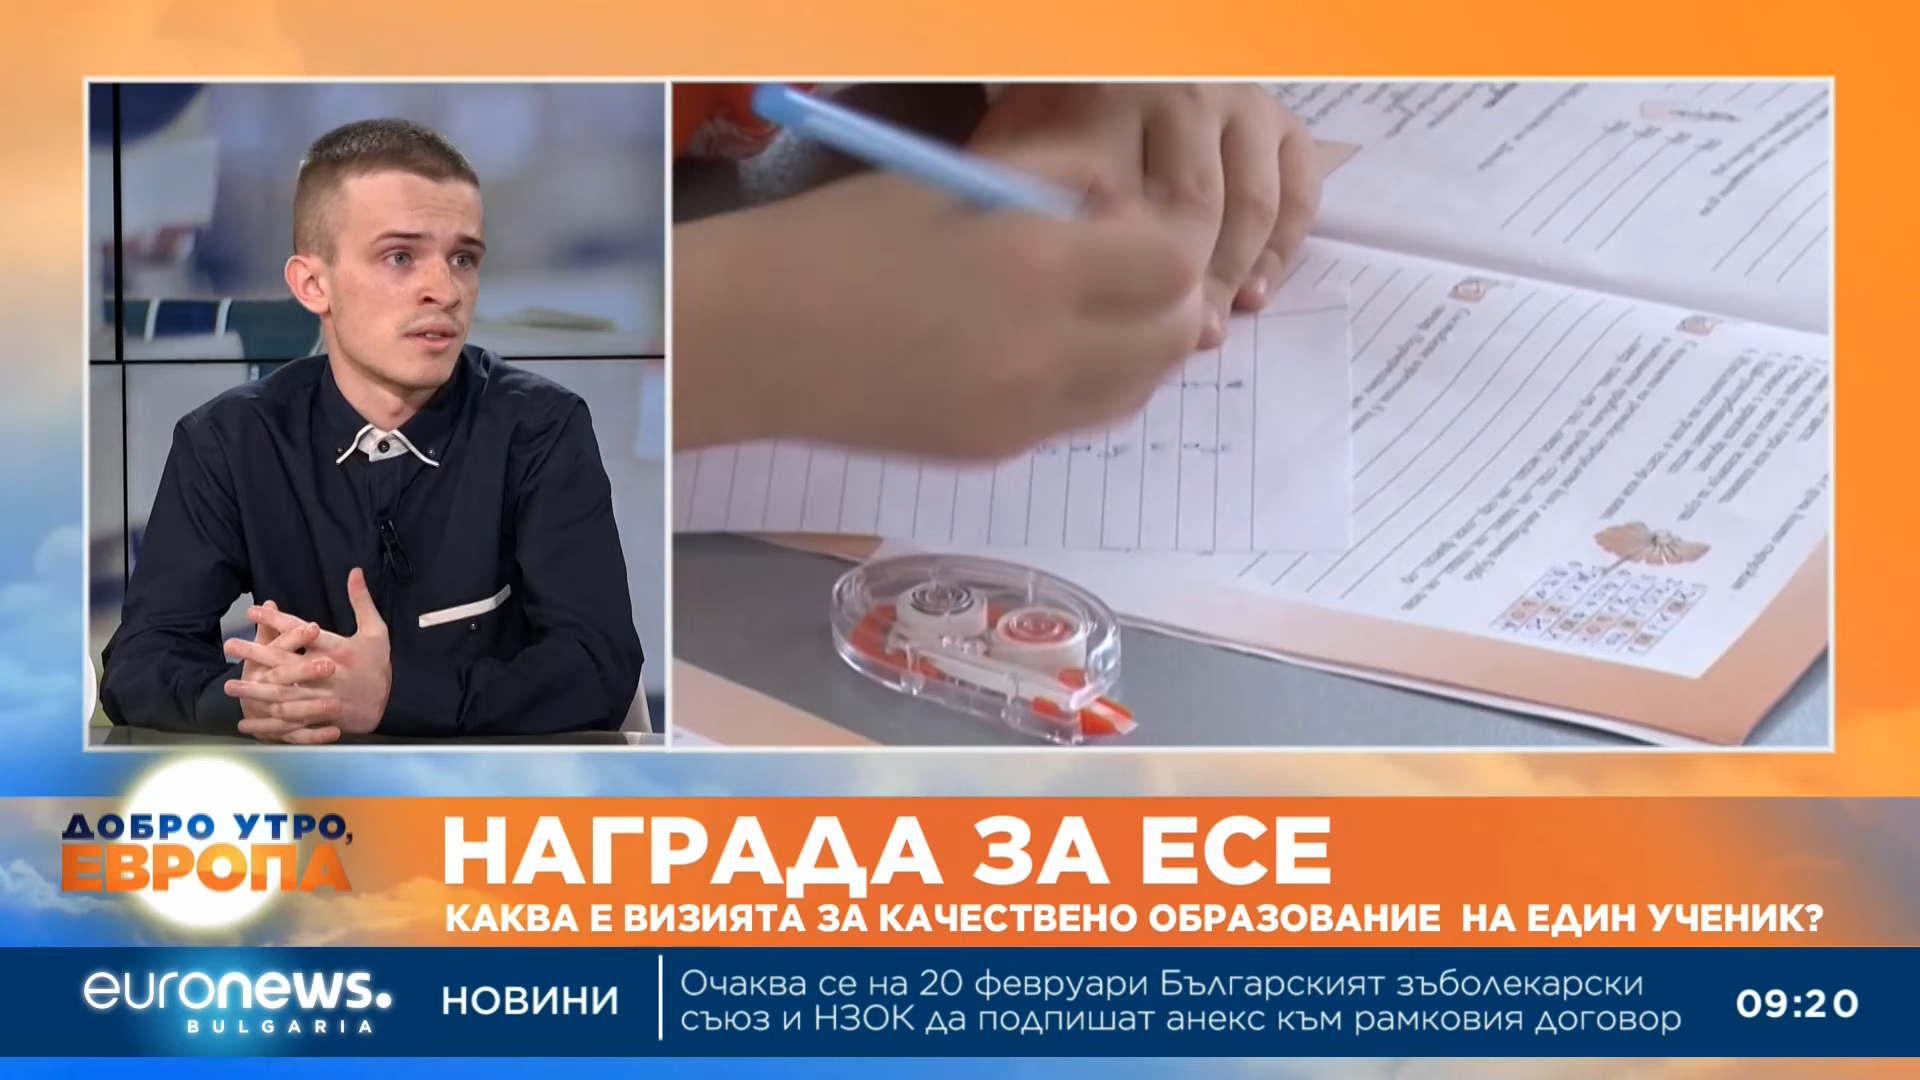 ДОБРО УТРО,
ЕВРОПА
НАГРАДА ЗА ЕСЕ
КАКВА Е ВИЗИЯТА ЗА КАЧЕСТВЕНО ОБРАЗОВАНИЕ НА ЕДИН УЧЕНИК?
euronews.
BULGARIA
НОВИНИ
Очаква се на 20 февруари Българският зъболекарски
съюз и НЗОК да подпишат анекс към рамковия договор
09:20